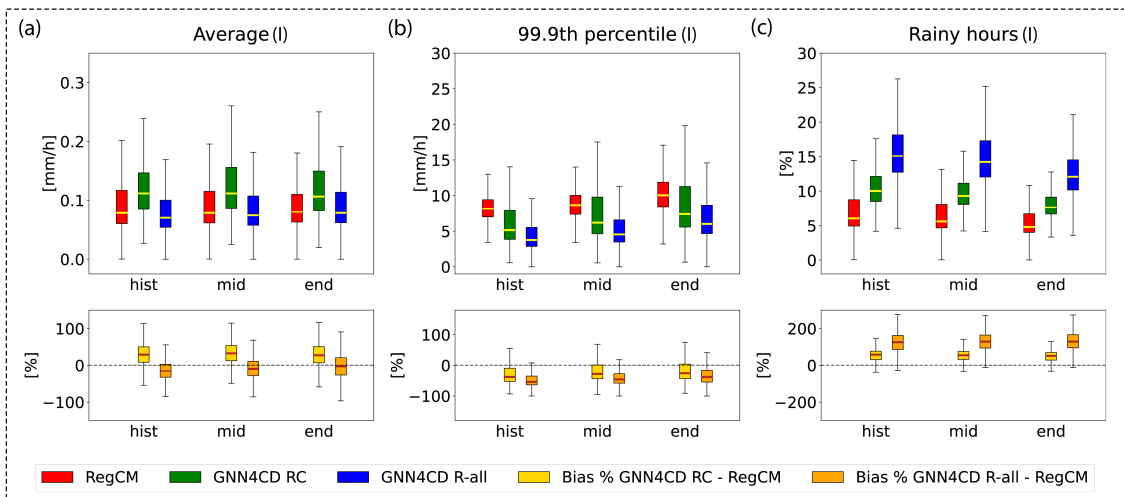 (a) Average (l)
[mm/h]
0.3
0.2
0.1
0.0
hist mid end
[%]
100
0
−100
hist mid end
(b) 99.9th percentile (l)
[mm/h]
30
25
20
15
10
5
0
hist mid end
[%]
100
0
−100
hist mid end
(c) Rainy hours (l)
[%]
30
25
20
15
10
5
0
hist mid end
[%]
200
0
−200
hist mid end
RegCM GNN4CD RC GNN4CD R-all Bias % GNN4CD RC - RegCM Bias % GNN4CD R-all - RegCM